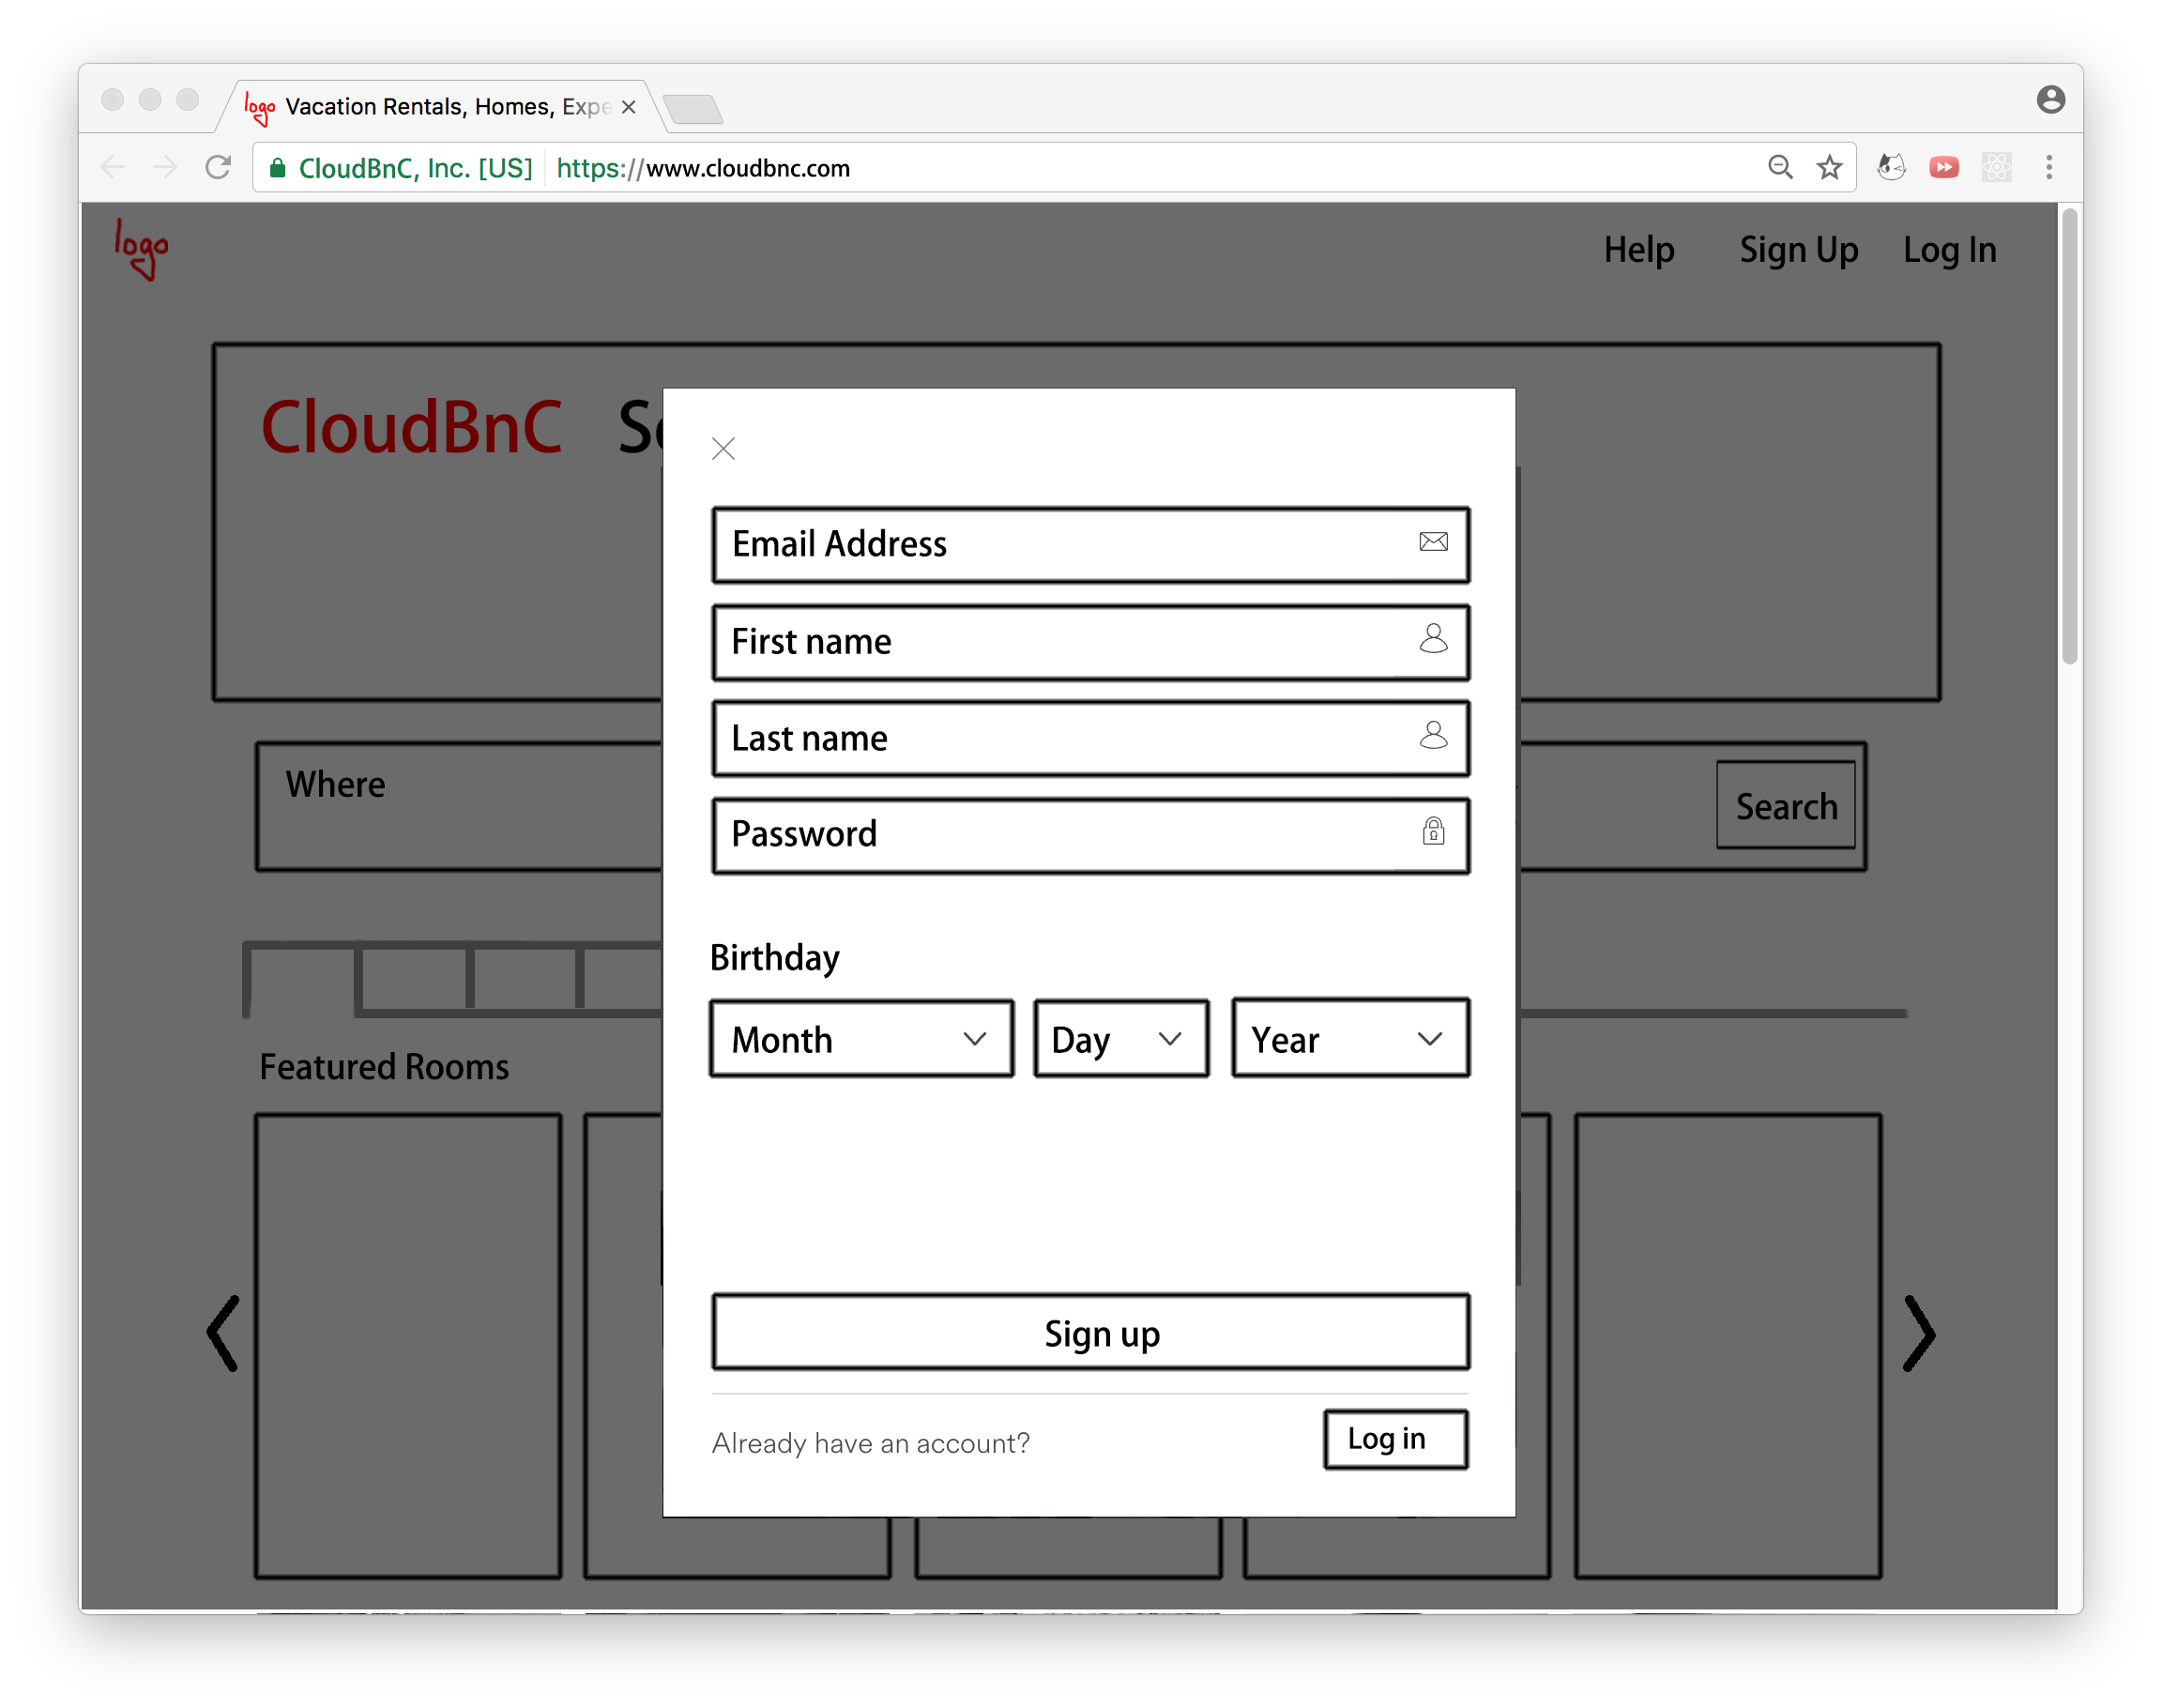 logo Vacation Rentals, Homes, Expe
CloudBnC, Inc. [US] https://www.cloudbnc.com
logo Help Sign Up Log In
CloudBnC
Email Address
First name
Last name
Where
Search
Password
Birthday
Month Day Year
Featured Rooms
Sign up
Already have an account? Log in